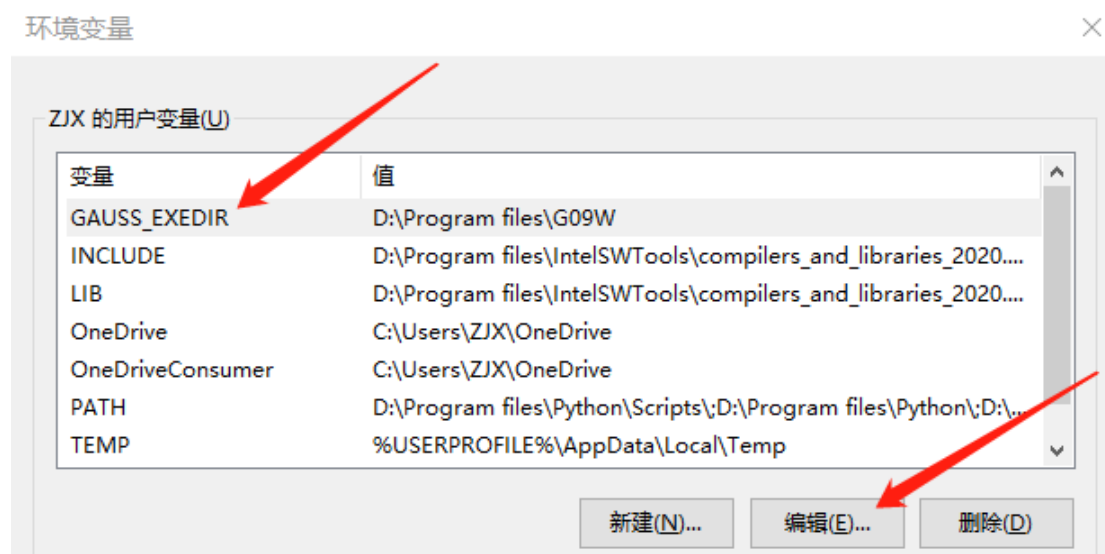 环境变量
ZJX 的用户变量(U)
变量 值
GAUSS_EXEDIR D:\Program files\G09W
INCLUDE D:\Program files\IntelSWTools\compilers_and_libraries_2020....
LIB D:\Program files\IntelSWTools\compilers_and_libraries_2020....
OneDrive C:\Users\ZJX\OneDrive
OneDriveConsumer C:\Users\ZJX\OneDrive
PATH D:\Program files\Python\Scripts\;D:\Program files\Python\;D:\...
TEMP %USERPROFILE%\AppData\Local\Temp
新建(N)... 编辑(E)... 删除(D)